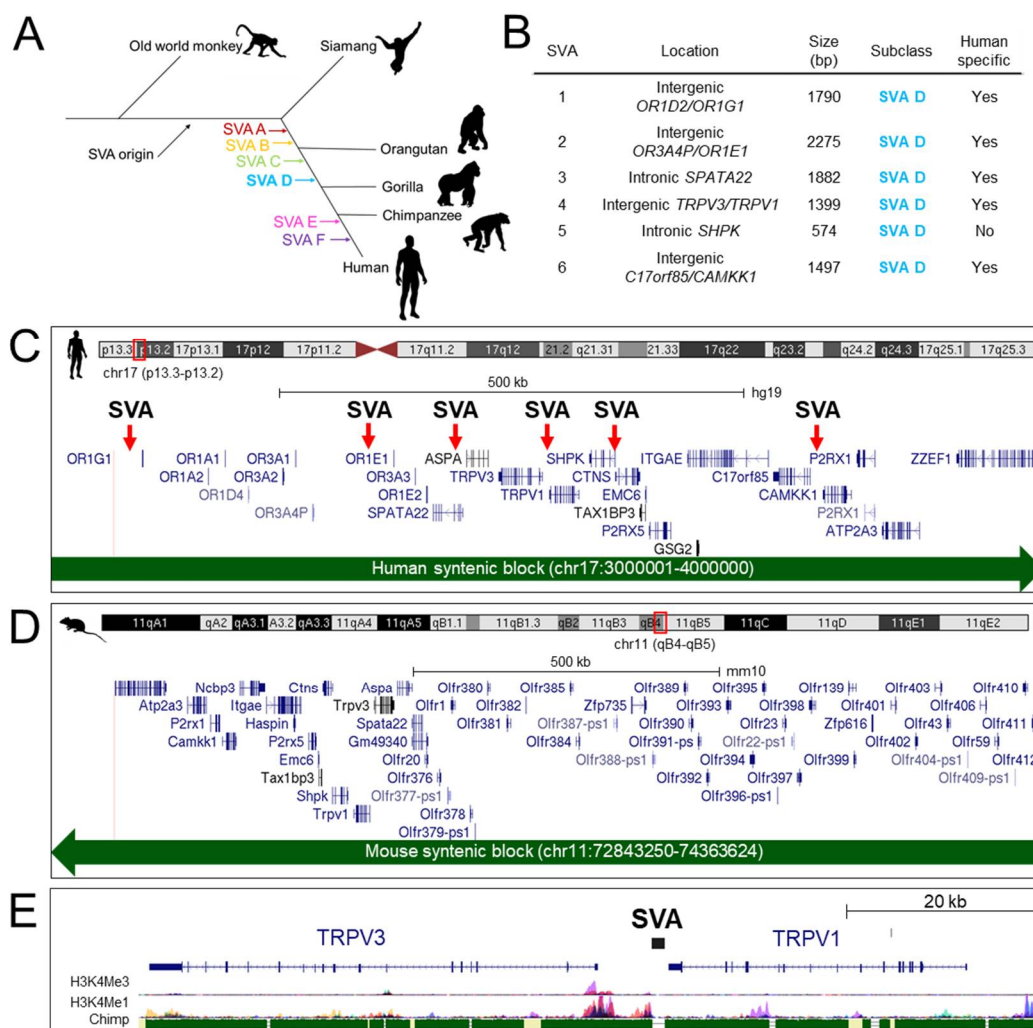 A
Old world monkey
Siamang
SVA A
SVA B
SVA C
SVA D
SVA E
SVA F
SVA origin
Orangutan
Gorilla
Chimpanzee
Human
B
SVA Location Size (bp) Subclass Human specific
1 Intergenic OR1D2/OR1G1 1790 SVA D Yes
2 Intergenic OR3A4P/OR1E1 2275 SVA D Yes
3 Intronic SPATA22 1882 SVA D Yes
4 Intergenic TRPV3/TRPV1 1399 SVA D Yes
5 Intronic SHPK 574 SVA D No
6 Intergenic C17orf85/CAMKK1 1497 SVA D Yes
C
p13.3 p13.2 17p13.1 17p12 17p11.2 17q11.2 17q12 21.2 q21.31 21.33 17q22 q23.2 q24.2 q24.3 17q25.1 17q25.3
chr17 (p13.3-p13.2)
500 kb hg19
SVA SVA SVA SVA SVA SVA
OR1G1 OR1A1 OR3A1 OR1E1 ASPA SHPK ITGAE P2RX1 ZZEF1
OR1A2 OR3A2 OR3A3 TRPV3 CTNS C17orf85
OR1D4 OR1E2 TRPV1 EMC6 CAMKK1
OR3A4P SPATA22 TAX1BP3 P2RX1
P2RX5 ATP2A3
GSG2
Human syntenic block (chr17:3000001-4000000)
D
11qA1 qA2 qA3.1 A3.2 qA3.3 11qA4 11qA5 qB1.1 11qB1.3 qB2 11qB3 qB4 11qB5 11qC 11qD 11qE1 11qE2
chr11 (qB4-qB5)
500 kb mm10
Ncbp3 Ctns Aspa Olfr380 Olfr385 Olfr389 Olfr395 Olfr139 Olfr403 Olfr410
Atp2a3 Itgae Trpv3 Olfr1 Olfr382 Zfp735 Olfr393 Olfr398 Olfr401 Olfr406
P2rx1 Haspin Spata22 Olfr381 Olfr387-ps1 Olfr390 Olfr23 Zfp616 Olfr43 Olfr411
Camkk1 P2rx5 Gm49340 Olfr384 Olfr391-ps Olfr22-ps1 Olfr402 Olfr59 Olfr412
Emc6 Olfr20 Olfr388-ps1 Olfr394 Olfr399 Olfr404-ps1
Tax1bp3 Olfr376 Olfr392 Olfr397 Olfr409-ps1
Shpk Olfr377-ps1 Olfr396-ps1
Trpv1 Olfr378
Olfr379-ps1
Mouse syntenic block (chr11:72843250-74363624)
E
20 kb
SVA
TRPV3 TRPV1
H3K4Me3
H3K4Me1
Chimp